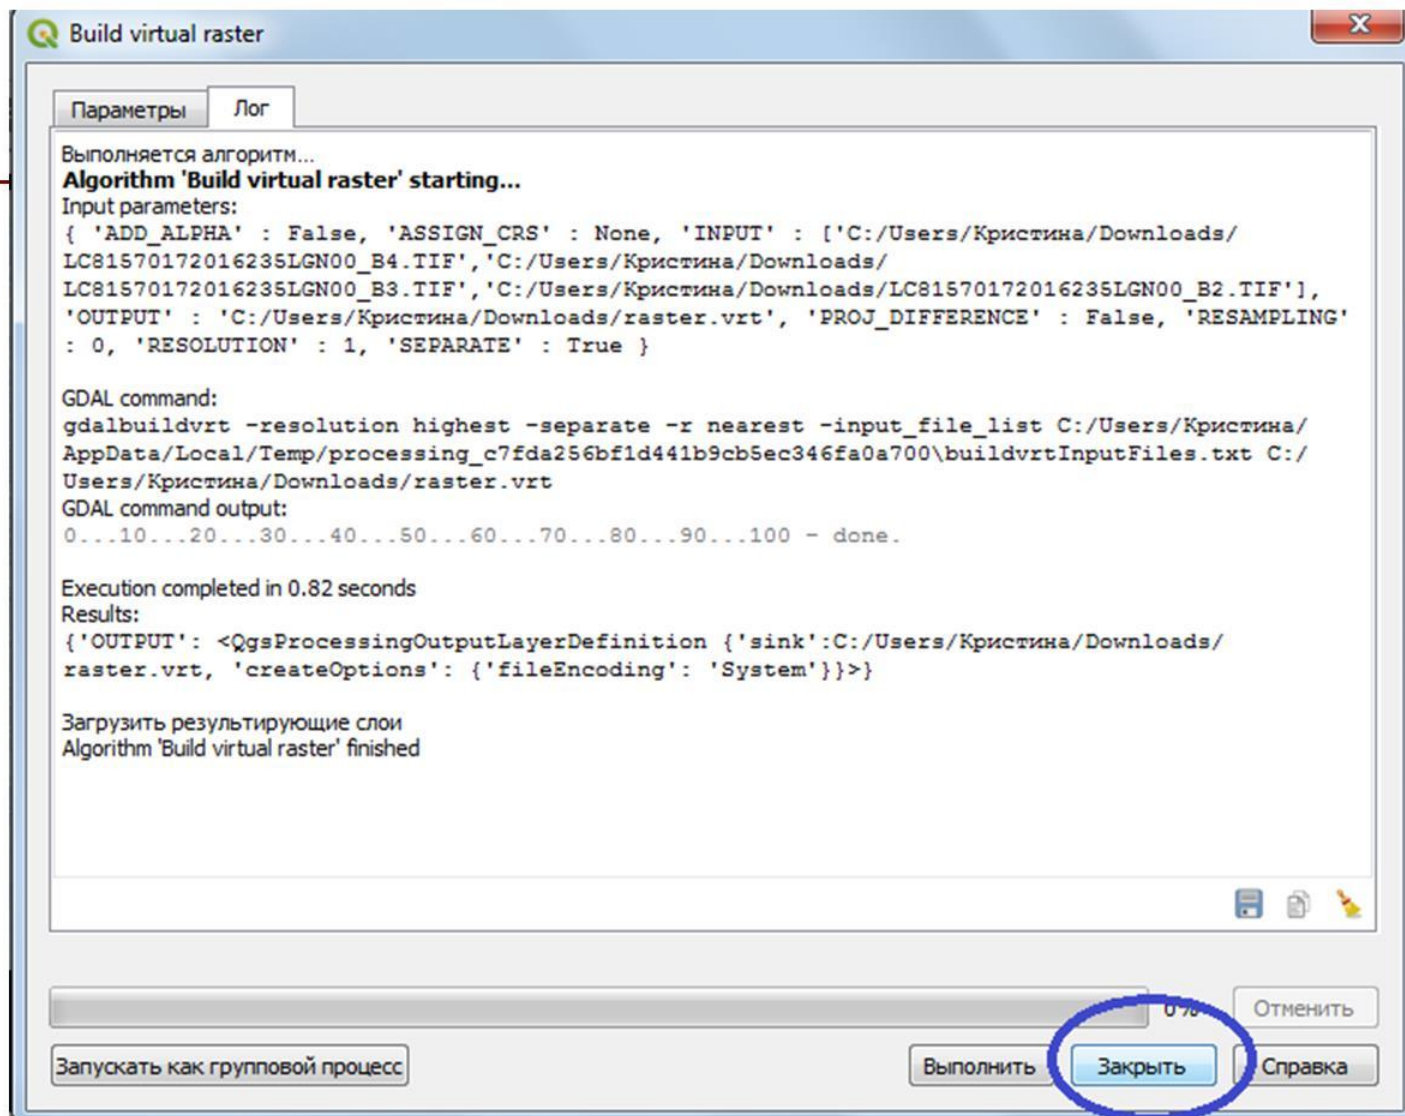 Build virtual raster
Параметры
Лог
Выполняется алгоритм...
Algorithm 'Build virtual raster' starting...
Input parameters:
{ 'ADD_ALPHA' : False, 'ASSIGN_CRS' : None, 'INPUT' : ['C:/Users/Кристина/Downloads/
LC81570172016235LGN00_B4.TIF','C:/Users/Кристина/Downloads/
LC81570172016235LGN00_B3.TIF','C:/Users/Кристина/Downloads/LC81570172016235LGN00_B2.TIF'],
'OUTPUT' : 'C:/Users/Кристина/Downloads/raster.vrt', 'PROJ_DIFFERENCE' : False, 'RESAMPLING'
: 0, 'RESOLUTION' : 1, 'SEPARATE' : True }
GDAL command:
gdalbuildvrt -resolution highest -separate -r nearest -input_file_list C:/Users/Кристина/
AppData/Local/Temp/processing_c7fda256bf1d441b9cb5ec346fa0a700\buildvrtInputFiles.txt C:/
Users/Кристина/Downloads/raster.vrt
GDAL command output:
0...10...20...30...40...50...60...70...80...90...100 - done.
Execution completed in 0.82 seconds
Results:
{'OUTPUT': <QgsProcessingOutputLayerDefinition {'sink':C:/Users/Кристина/Downloads/
raster.vrt, 'createOptions': {'fileEncoding': 'System'}}>}
Загрузить результирующие слои
Algorithm 'Build virtual raster' finished
0%
Отменить
Запускать как групповой процесс
Выполнить
Закрыть
Справка